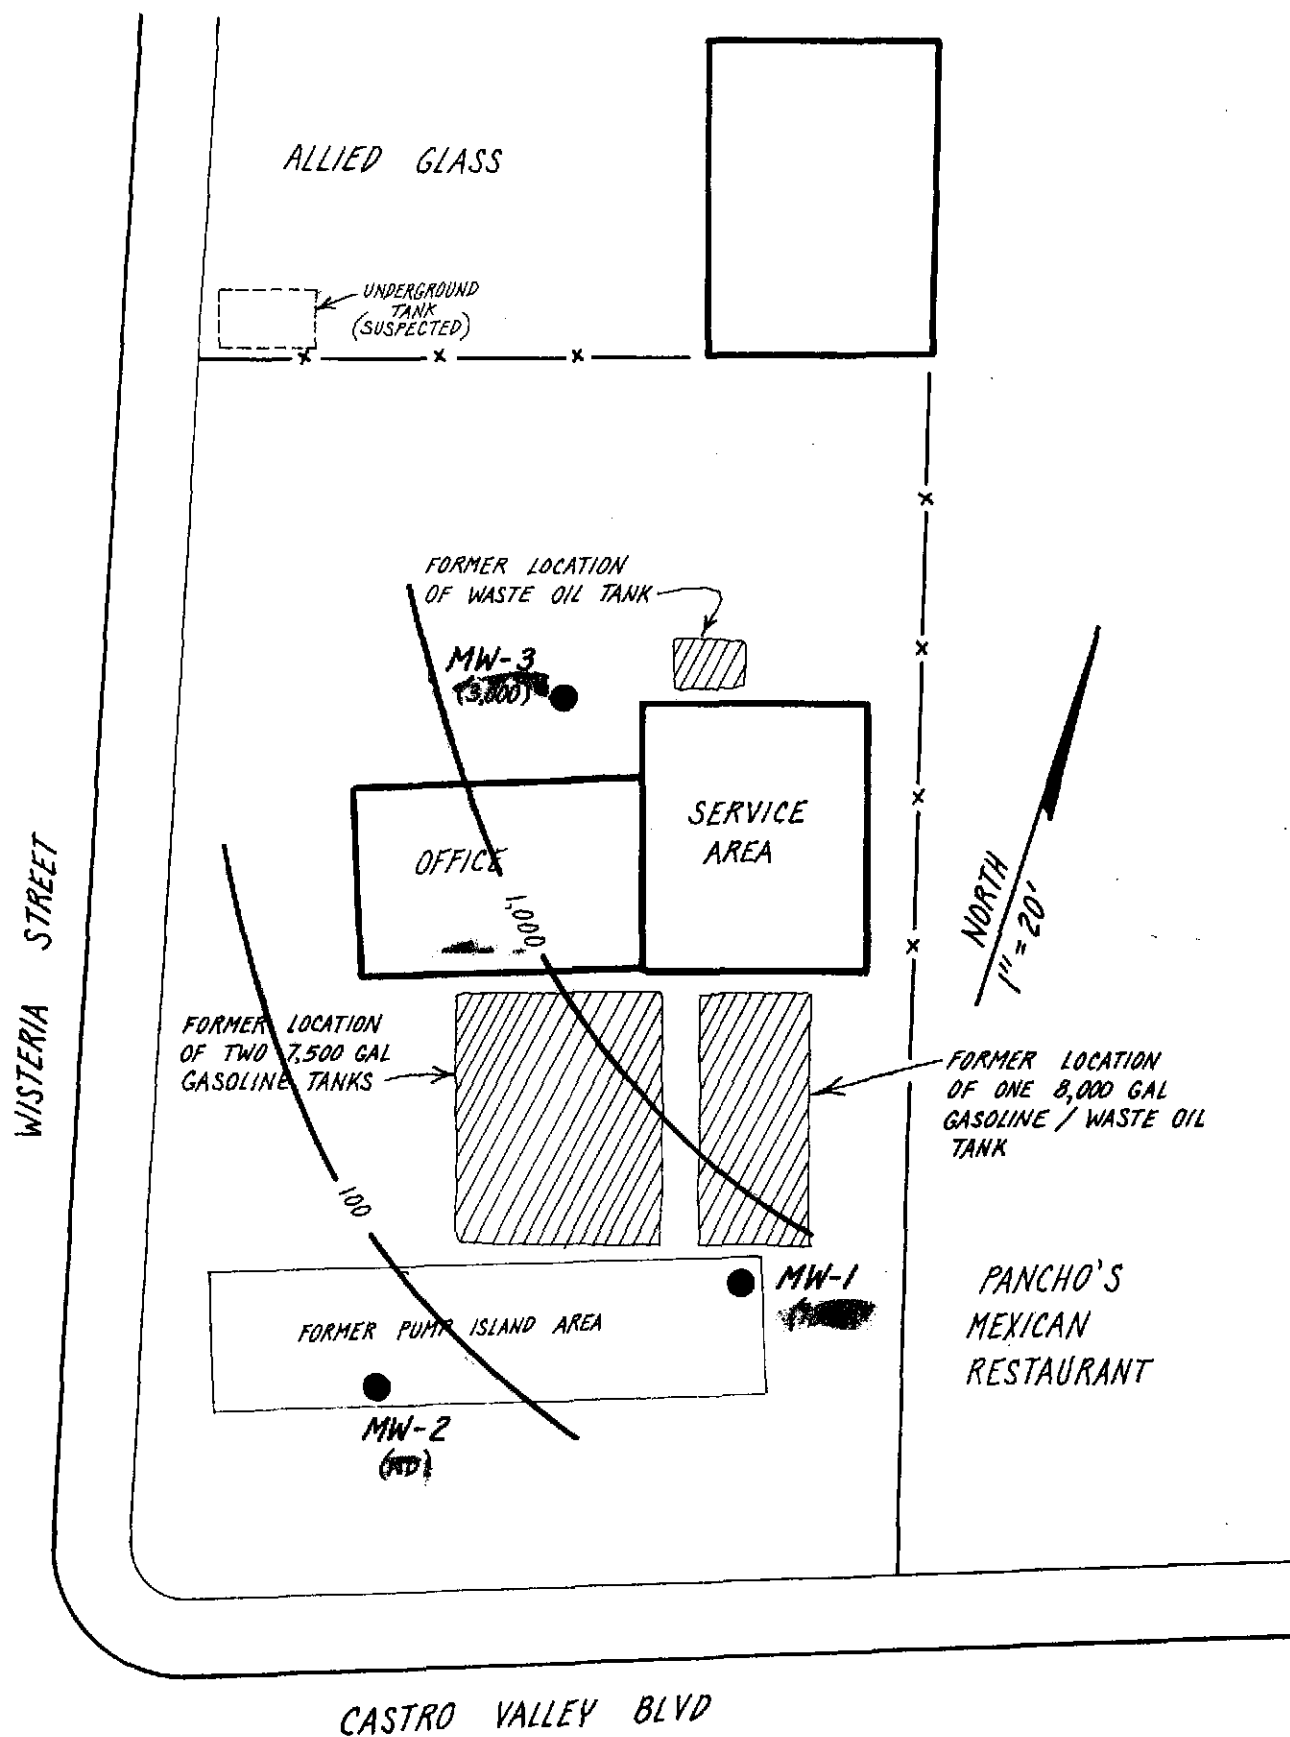 ALLIED GLASS
UNDERGROUND
TANK
(SUSPECTED)
FORMER LOCATION
OF WASTE OIL TANK
MW-3
(3,000)
SERVICE
AREA
OFFICE
1,000
NORTH
1" = 20'
WISTERIA STREET
FORMER LOCATION
OF TWO 7,500 GAL
GASOLINE TANKS
FORMER LOCATION
OF ONE 8,000 GAL
GASOLINE / WASTE OIL
TANK
100
MW-1
FORMER PUMP ISLAND AREA
PANCHO'S
MEXICAN
RESTAURANT
MW-2
(ND)
CASTRO VALLEY BLVD